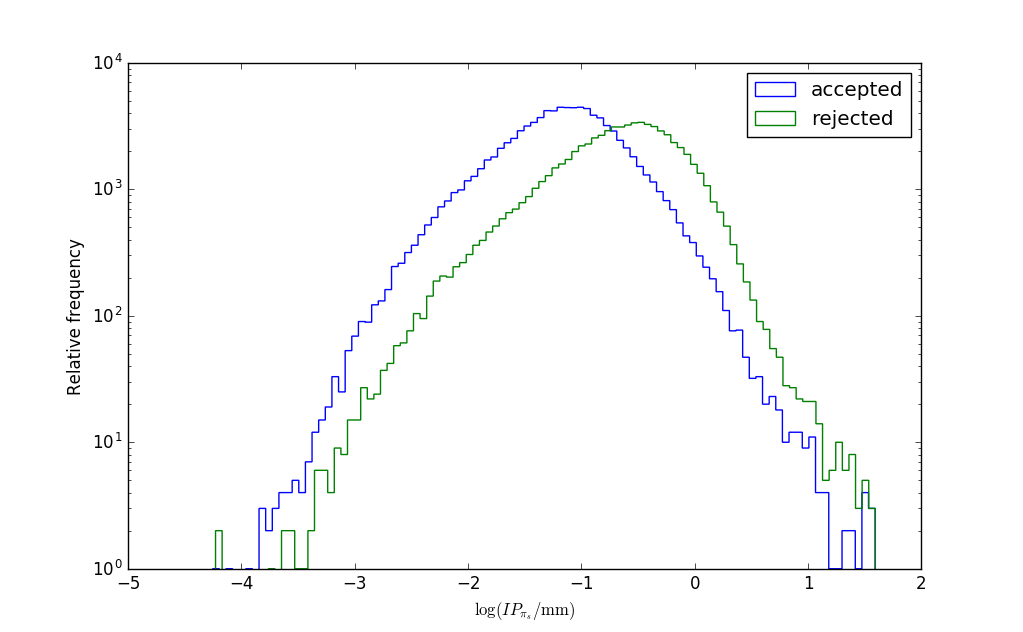 10^4
10^3
10^2
10^1
10^0
Relative frequency
accepted
rejected
−5 −4 −3 −2 −1 0 1 2
log(IP_{π_s}/mm)